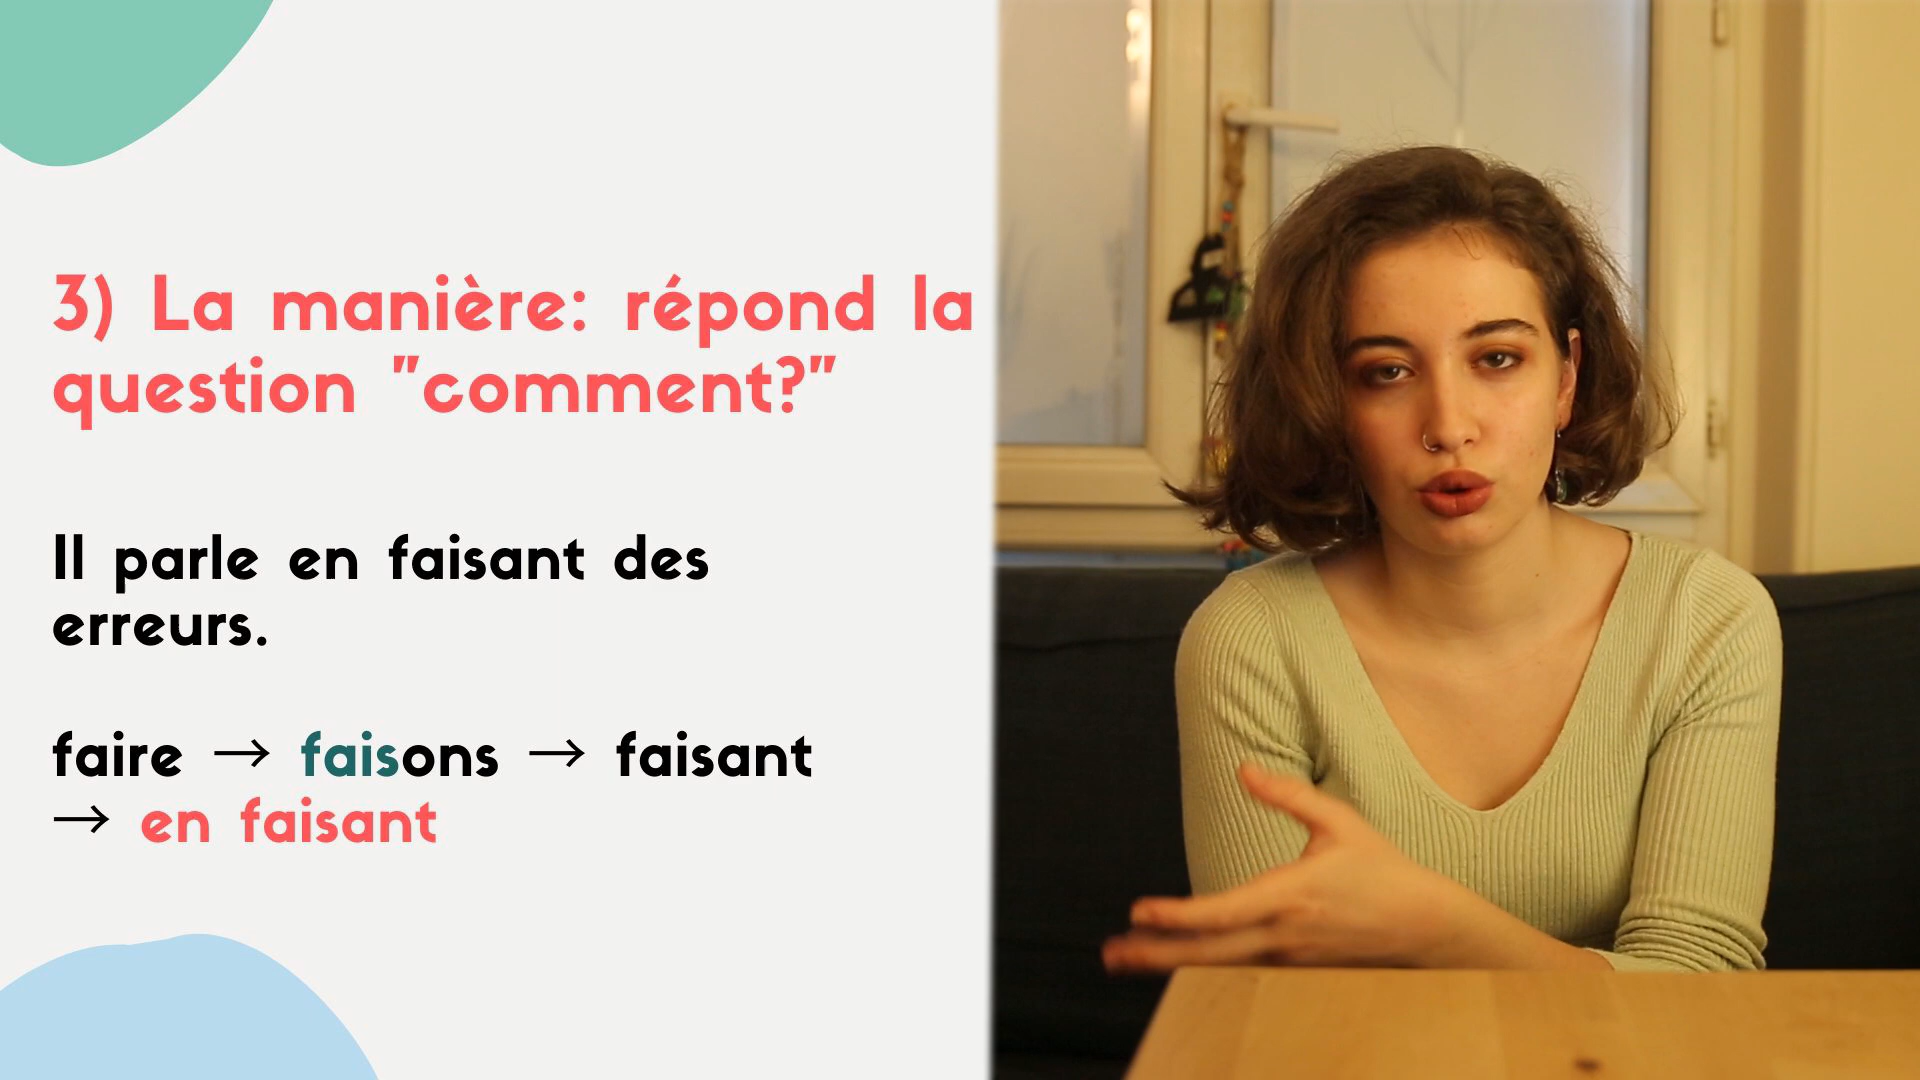 3) La manière: répond la
question "comment?"
Il parle en faisant des
erreurs.
faire → faisons → faisant
→ en faisant